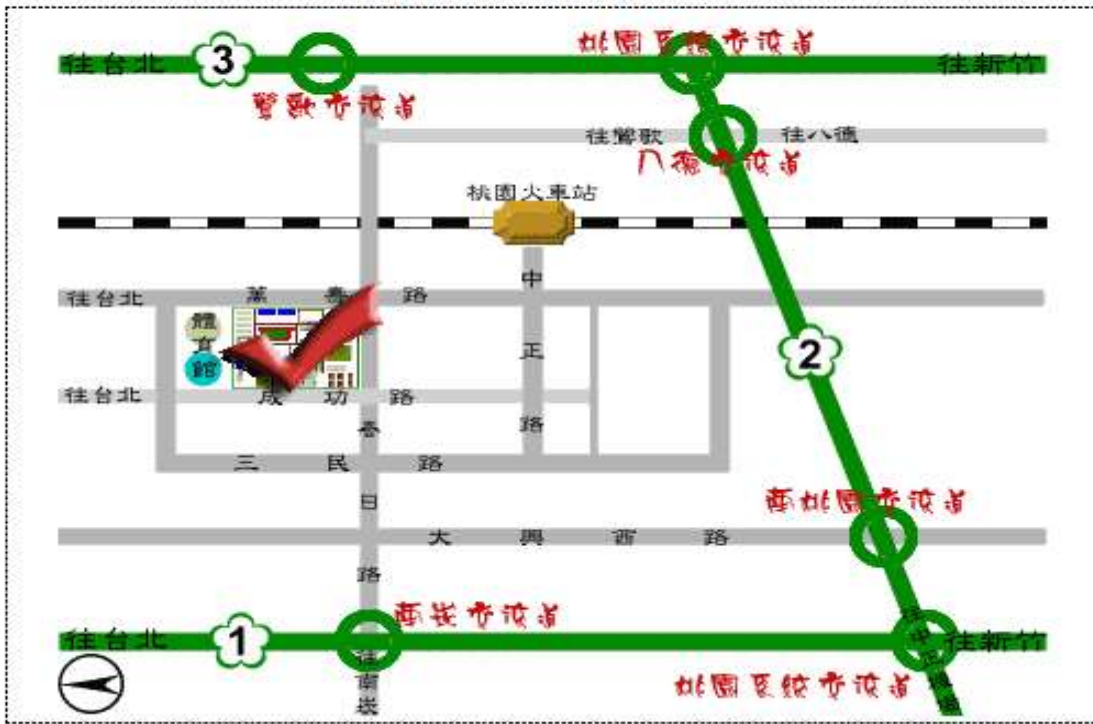 桃園系統交流道
往台北
3
往新竹
鶯歌交流道
往鶯歌
往八德
八德交流道
桃園火車站
往台北
萬壽路
中正路
體育館
2
往台北
成功路
三民路
春日路
南桃園交流道
大興西路
南崁交流道
往台北
1
往新竹
往中正機場
往南崁
桃園系統交流道